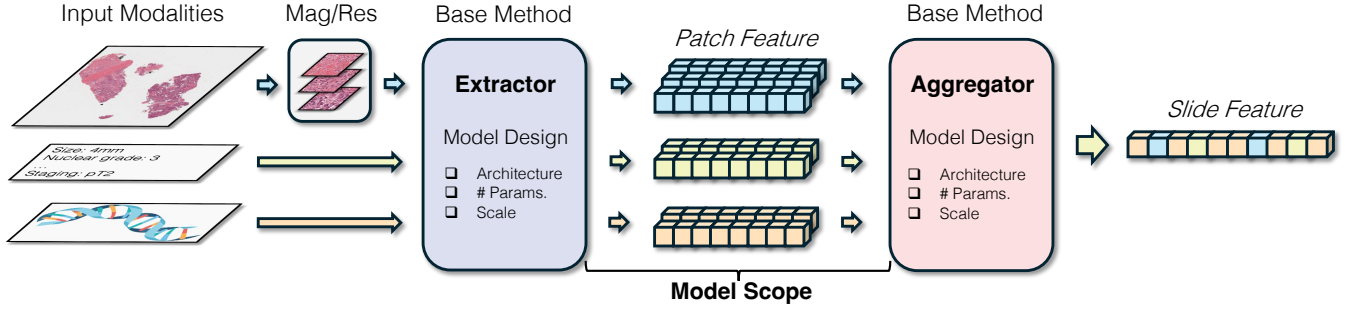 Input Modalities
Mag/Res
Base Method
Patch Feature
Base Method
Extractor
Model Design
❑ Architecture
❑ # Params.
❑ Scale
Aggregator
Model Design
❑ Architecture
❑ # Params.
❑ Scale
Slide Feature
Size: 4mm
Nuclear grade: 3
...
Staging: pT2
Model Scope